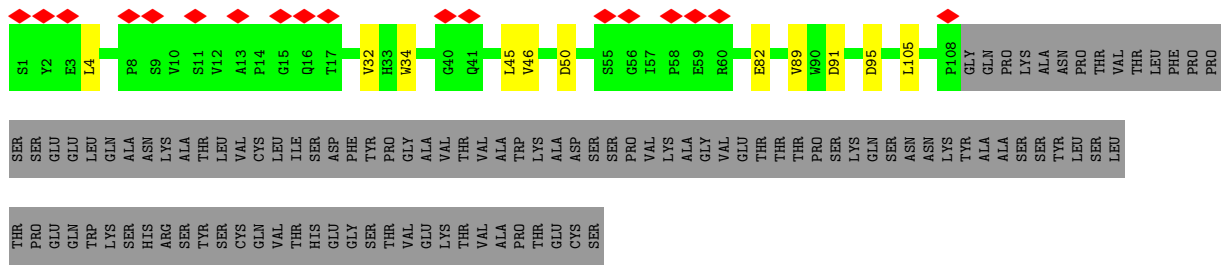 S1 Y2 E3 L4 P8 S9 V10 S11 V12 A13 P14 G15 Q16 T17 V32 H33 W34 G40 Q41 L45 V46 D50 S55 G56 I57 P58 E59 R60 E82 V89 W90 D91 D95 L105 P108 GLY GLN PRO LYS ALA ASN PRO THR VAL THR LEU PHE PRO PRO
SER SER GLU GLU LEU GLN ALA ASN LYS ALA THR LEU VAL CYS LEU ILE SER ASP PHE TYR PRO GLY ALA VAL THR VAL ALA TRP LYS ALA ASP SER SER PRO VAL LYS ALA GLY VAL GLU THR THR THR PRO SER LYS GLN SER ASN ASN LYS TYR ALA ALA SER SER TYR LEU SER LEU
THR PRO GLU GLN TRP LYS SER HIS ARG SER TYR SER CYS GLN VAL THR HIS GLU GLY SER THR VAL GLU LYS THR VAL ALA PRO THR GLU CYS SER